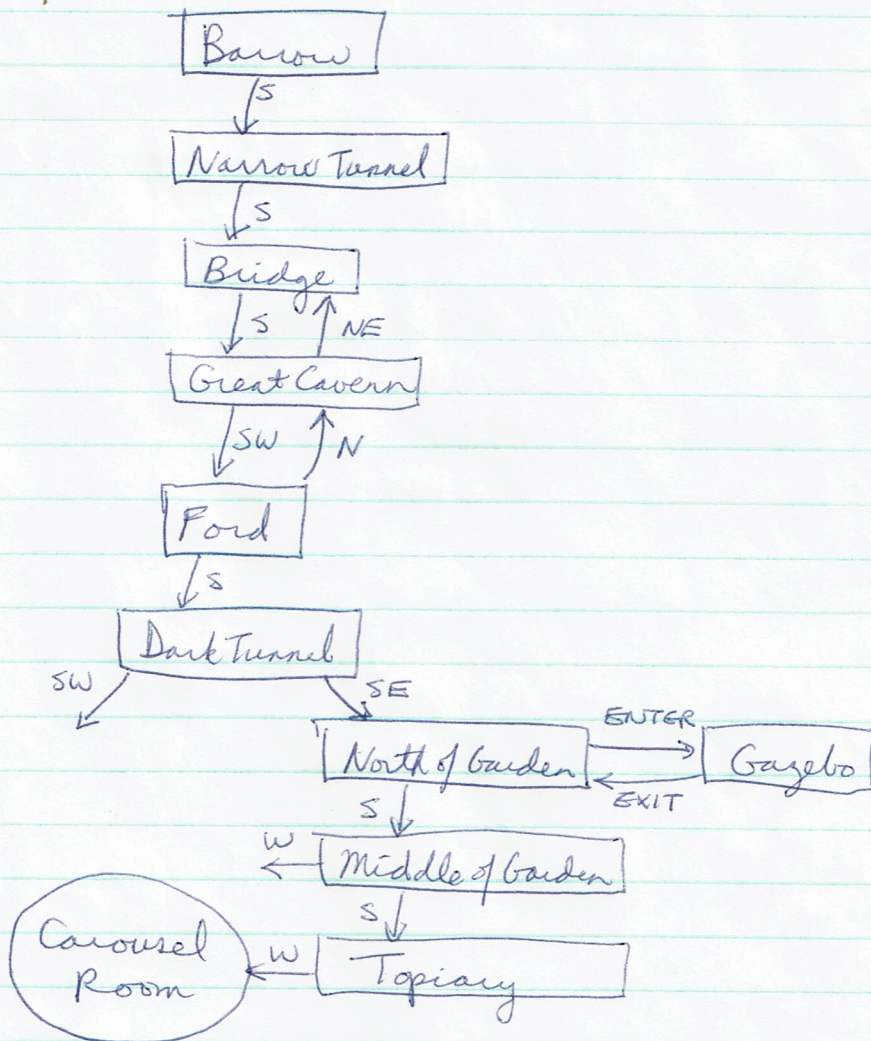 Barrow
S
Narrow Tunnel
S
Bridge
S NE
Great Cavern
SW N
Ford
S
Dark Tunnel
SW SE
ENTER
North of Garden Gazebo
EXIT
S
W Middle of Garden
S
Carousel
Room
W Topiary